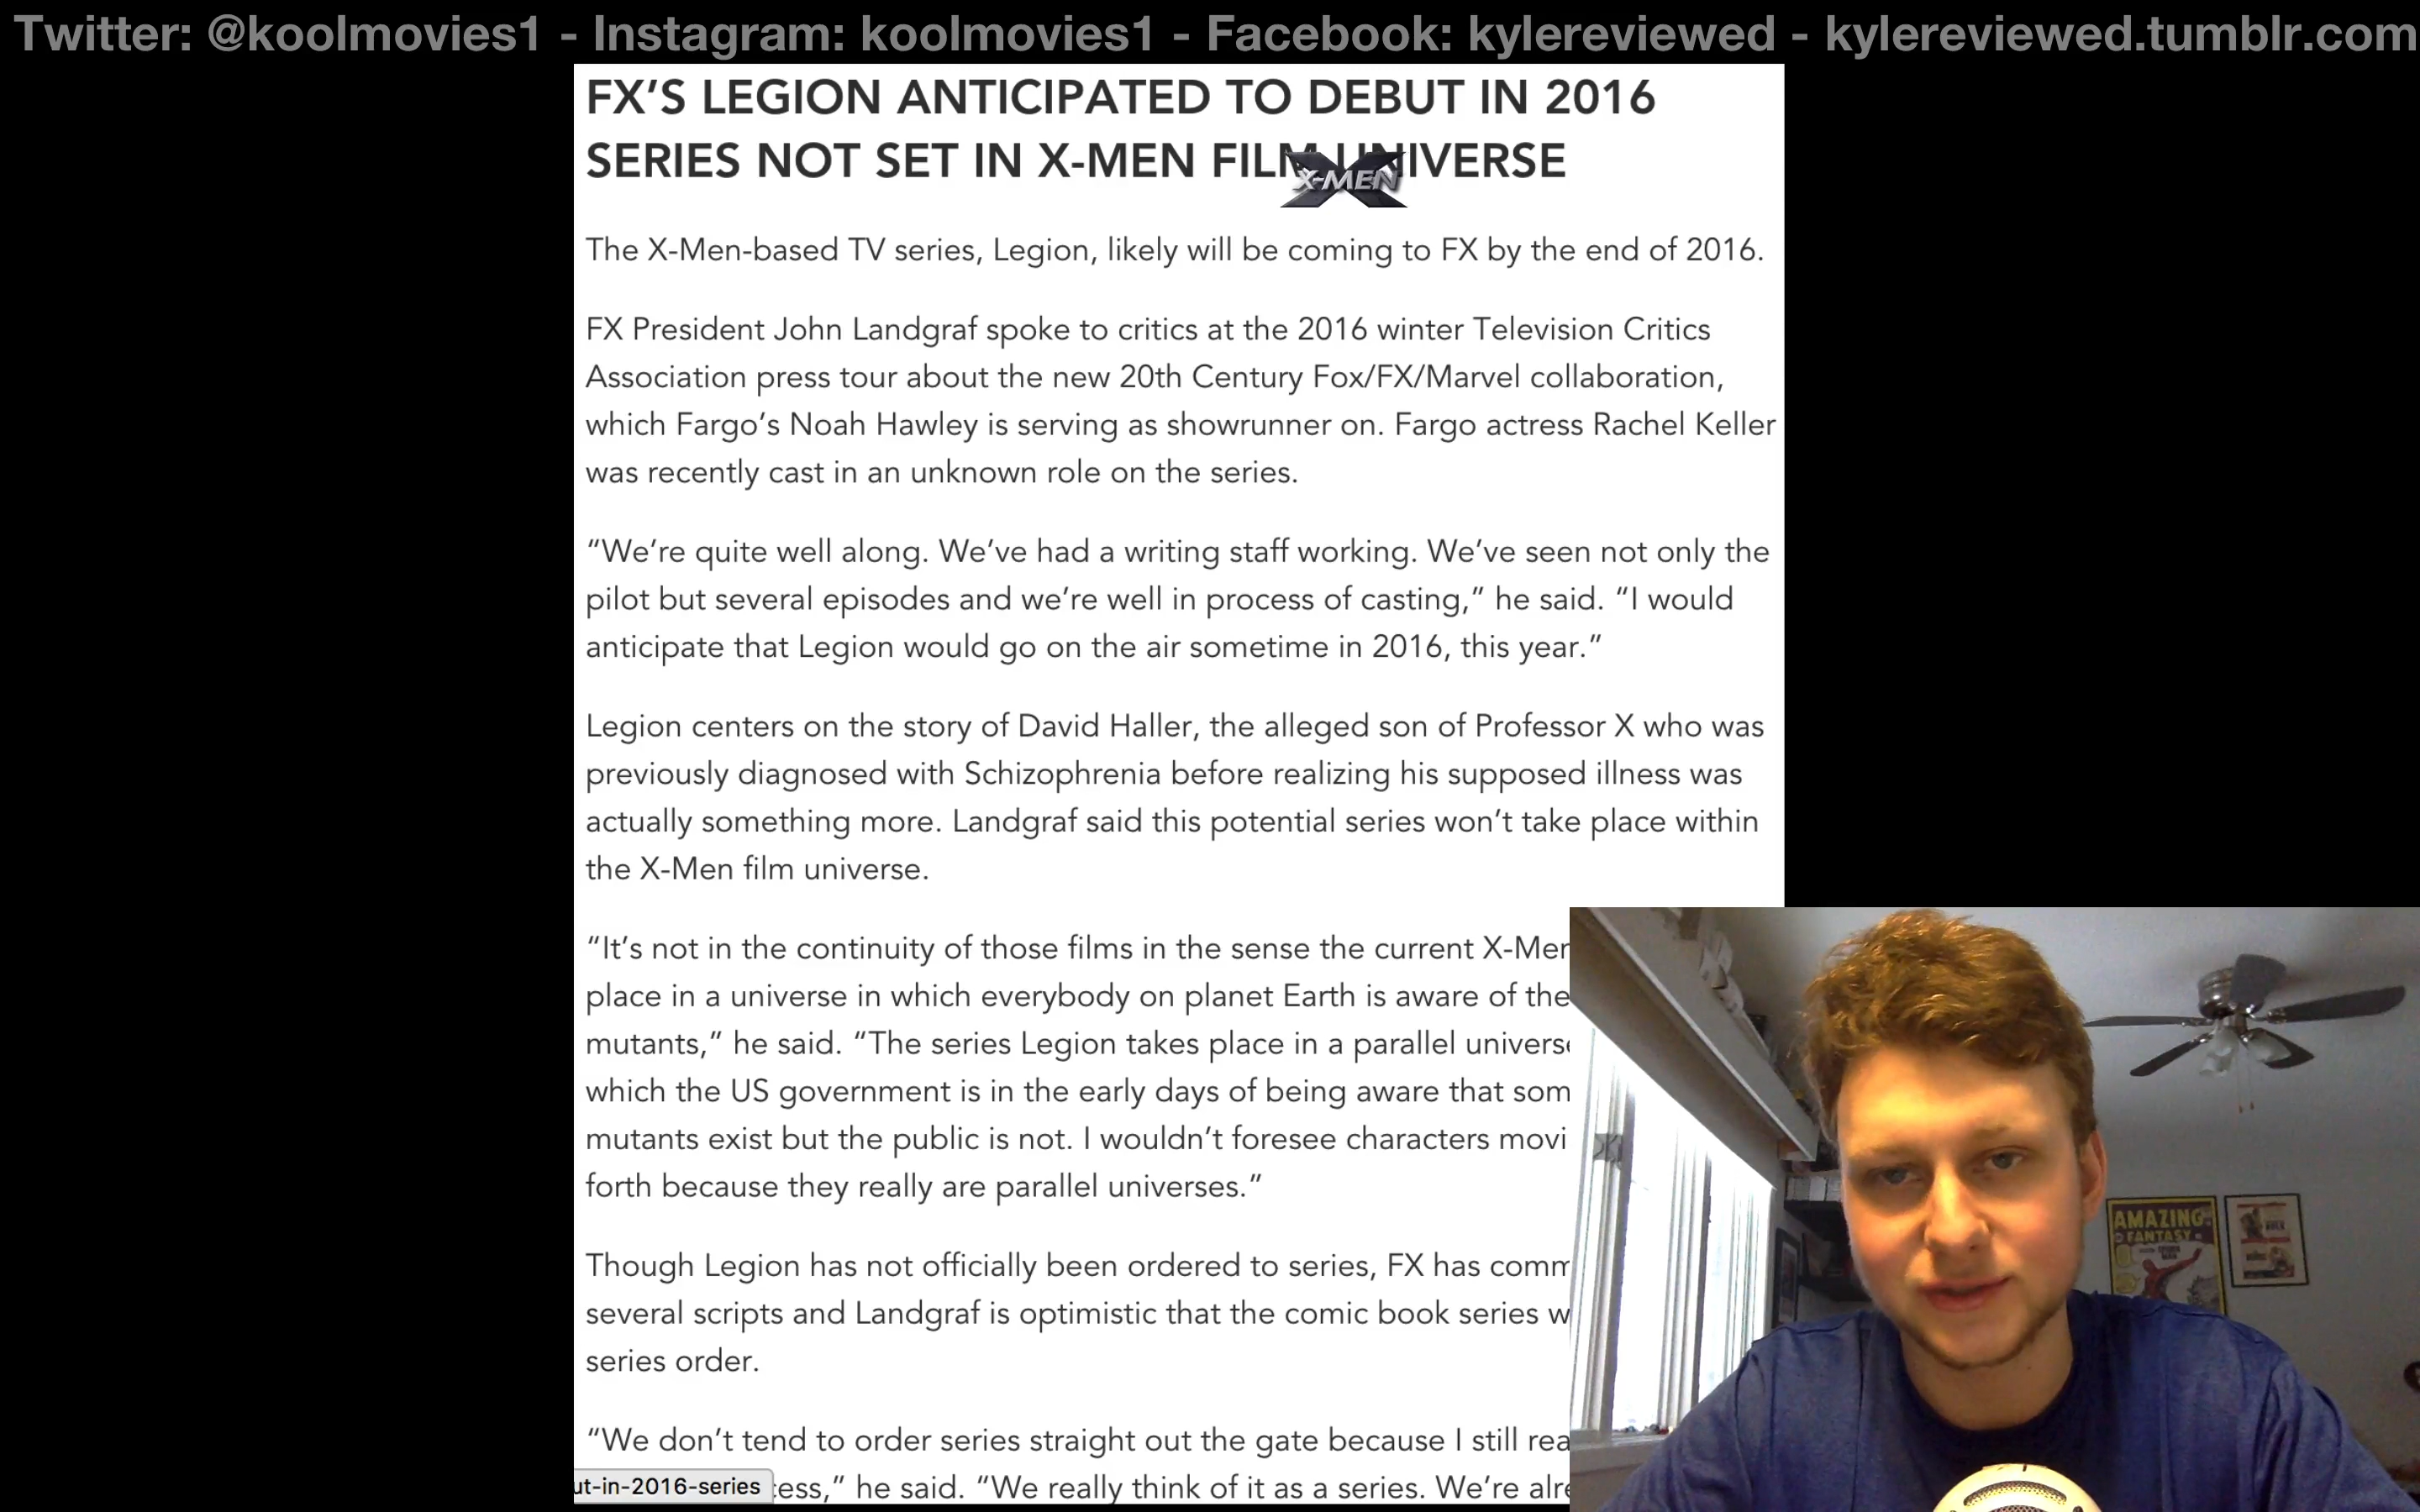 Twitter: @koolmovies1 - Instagram: koolmovies1 - Facebook: kylereviewed - kylereviewed.tumblr.com
FX’S LEGION ANTICIPATED TO DEBUT IN 2016
SERIES NOT SET IN X-MEN FILM UNIVERSE
X-MEN
The X-Men-based TV series, Legion, likely will be coming to FX by the end of 2016.
FX President John Landgraf spoke to critics at the 2016 winter Television Critics
Association press tour about the new 20th Century Fox/FX/Marvel collaboration,
which Fargo’s Noah Hawley is serving as showrunner on. Fargo actress Rachel Keller
was recently cast in an unknown role on the series.
“We’re quite well along. We’ve had a writing staff working. We’ve seen not only the
pilot but several episodes and we’re well in process of casting,” he said. “I would
anticipate that Legion would go on the air sometime in 2016, this year.”
Legion centers on the story of David Haller, the alleged son of Professor X who was
previously diagnosed with Schizophrenia before realizing his supposed illness was
actually something more. Landgraf said this potential series won’t take place within
the X-Men film universe.
“It’s not in the continuity of those films in the sense the current X-Men
place in a universe in which everybody on planet Earth is aware of the
mutants,” he said. “The series Legion takes place in a parallel universe
which the US government is in the early days of being aware that som
mutants exist but the public is not. I wouldn’t foresee characters movi
forth because they really are parallel universes.”
Though Legion has not officially been ordered to series, FX has comm
several scripts and Landgraf is optimistic that the comic book series w
series order.
“We don’t tend to order series straight out the gate because I still rea
ut-in-2016-series
cess,” he said. “We really think of it as a series. We’re alre
AMAZING
FANTASY